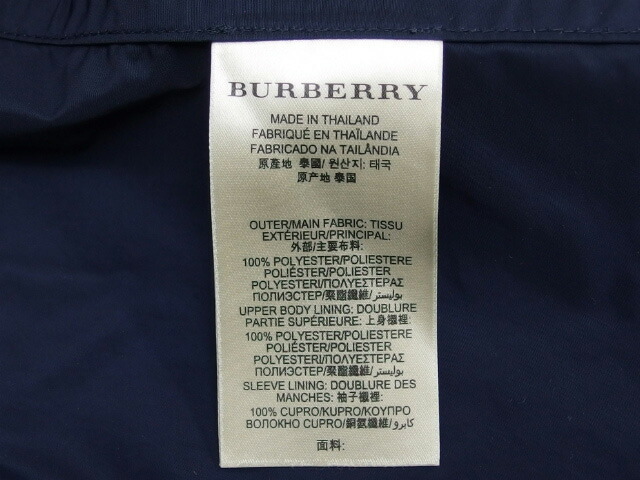 BURBERRY
MADE IN THAILAND
FABRIQUÉ EN THAÏLANDE
FABRICADO NA TAILÂNDIA
原產地 泰國/ 원산지: 태국
原产地 泰国
OUTER/MAIN FABRIC: TISSU
EXTÉRIEUR/PRINCIPAL:
外部/主要布料:
100% POLYESTER/POLIESTERE
POLIÉSTER/POLIESTER
POLYESTERI/ΠΟΛΥΕΣΤΕΡΑΣ
ПОЛИЭСТЕР/聚酯纖維/بوليستر
UPPER BODY LINING: DOUBLURE
PARTIE SUPÉRIEURE: 上身襯裡:
100% POLYESTER/POLIESTERE
POLIÉSTER/POLIESTER
POLYESTERI/ΠΟΛΥΕΣΤΕΡΑΣ
ПОЛИЭСТЕР/聚酯纖維/بوليستر
SLEEVE LINING: DOUBLURE DES
MANCHES: 袖子襯裡:
100% CUPRO/KUPRO/ΚΟΥΠΡΟ
ВОЛОКНО CUPRO/銅氨纖維/كابرو
面料: